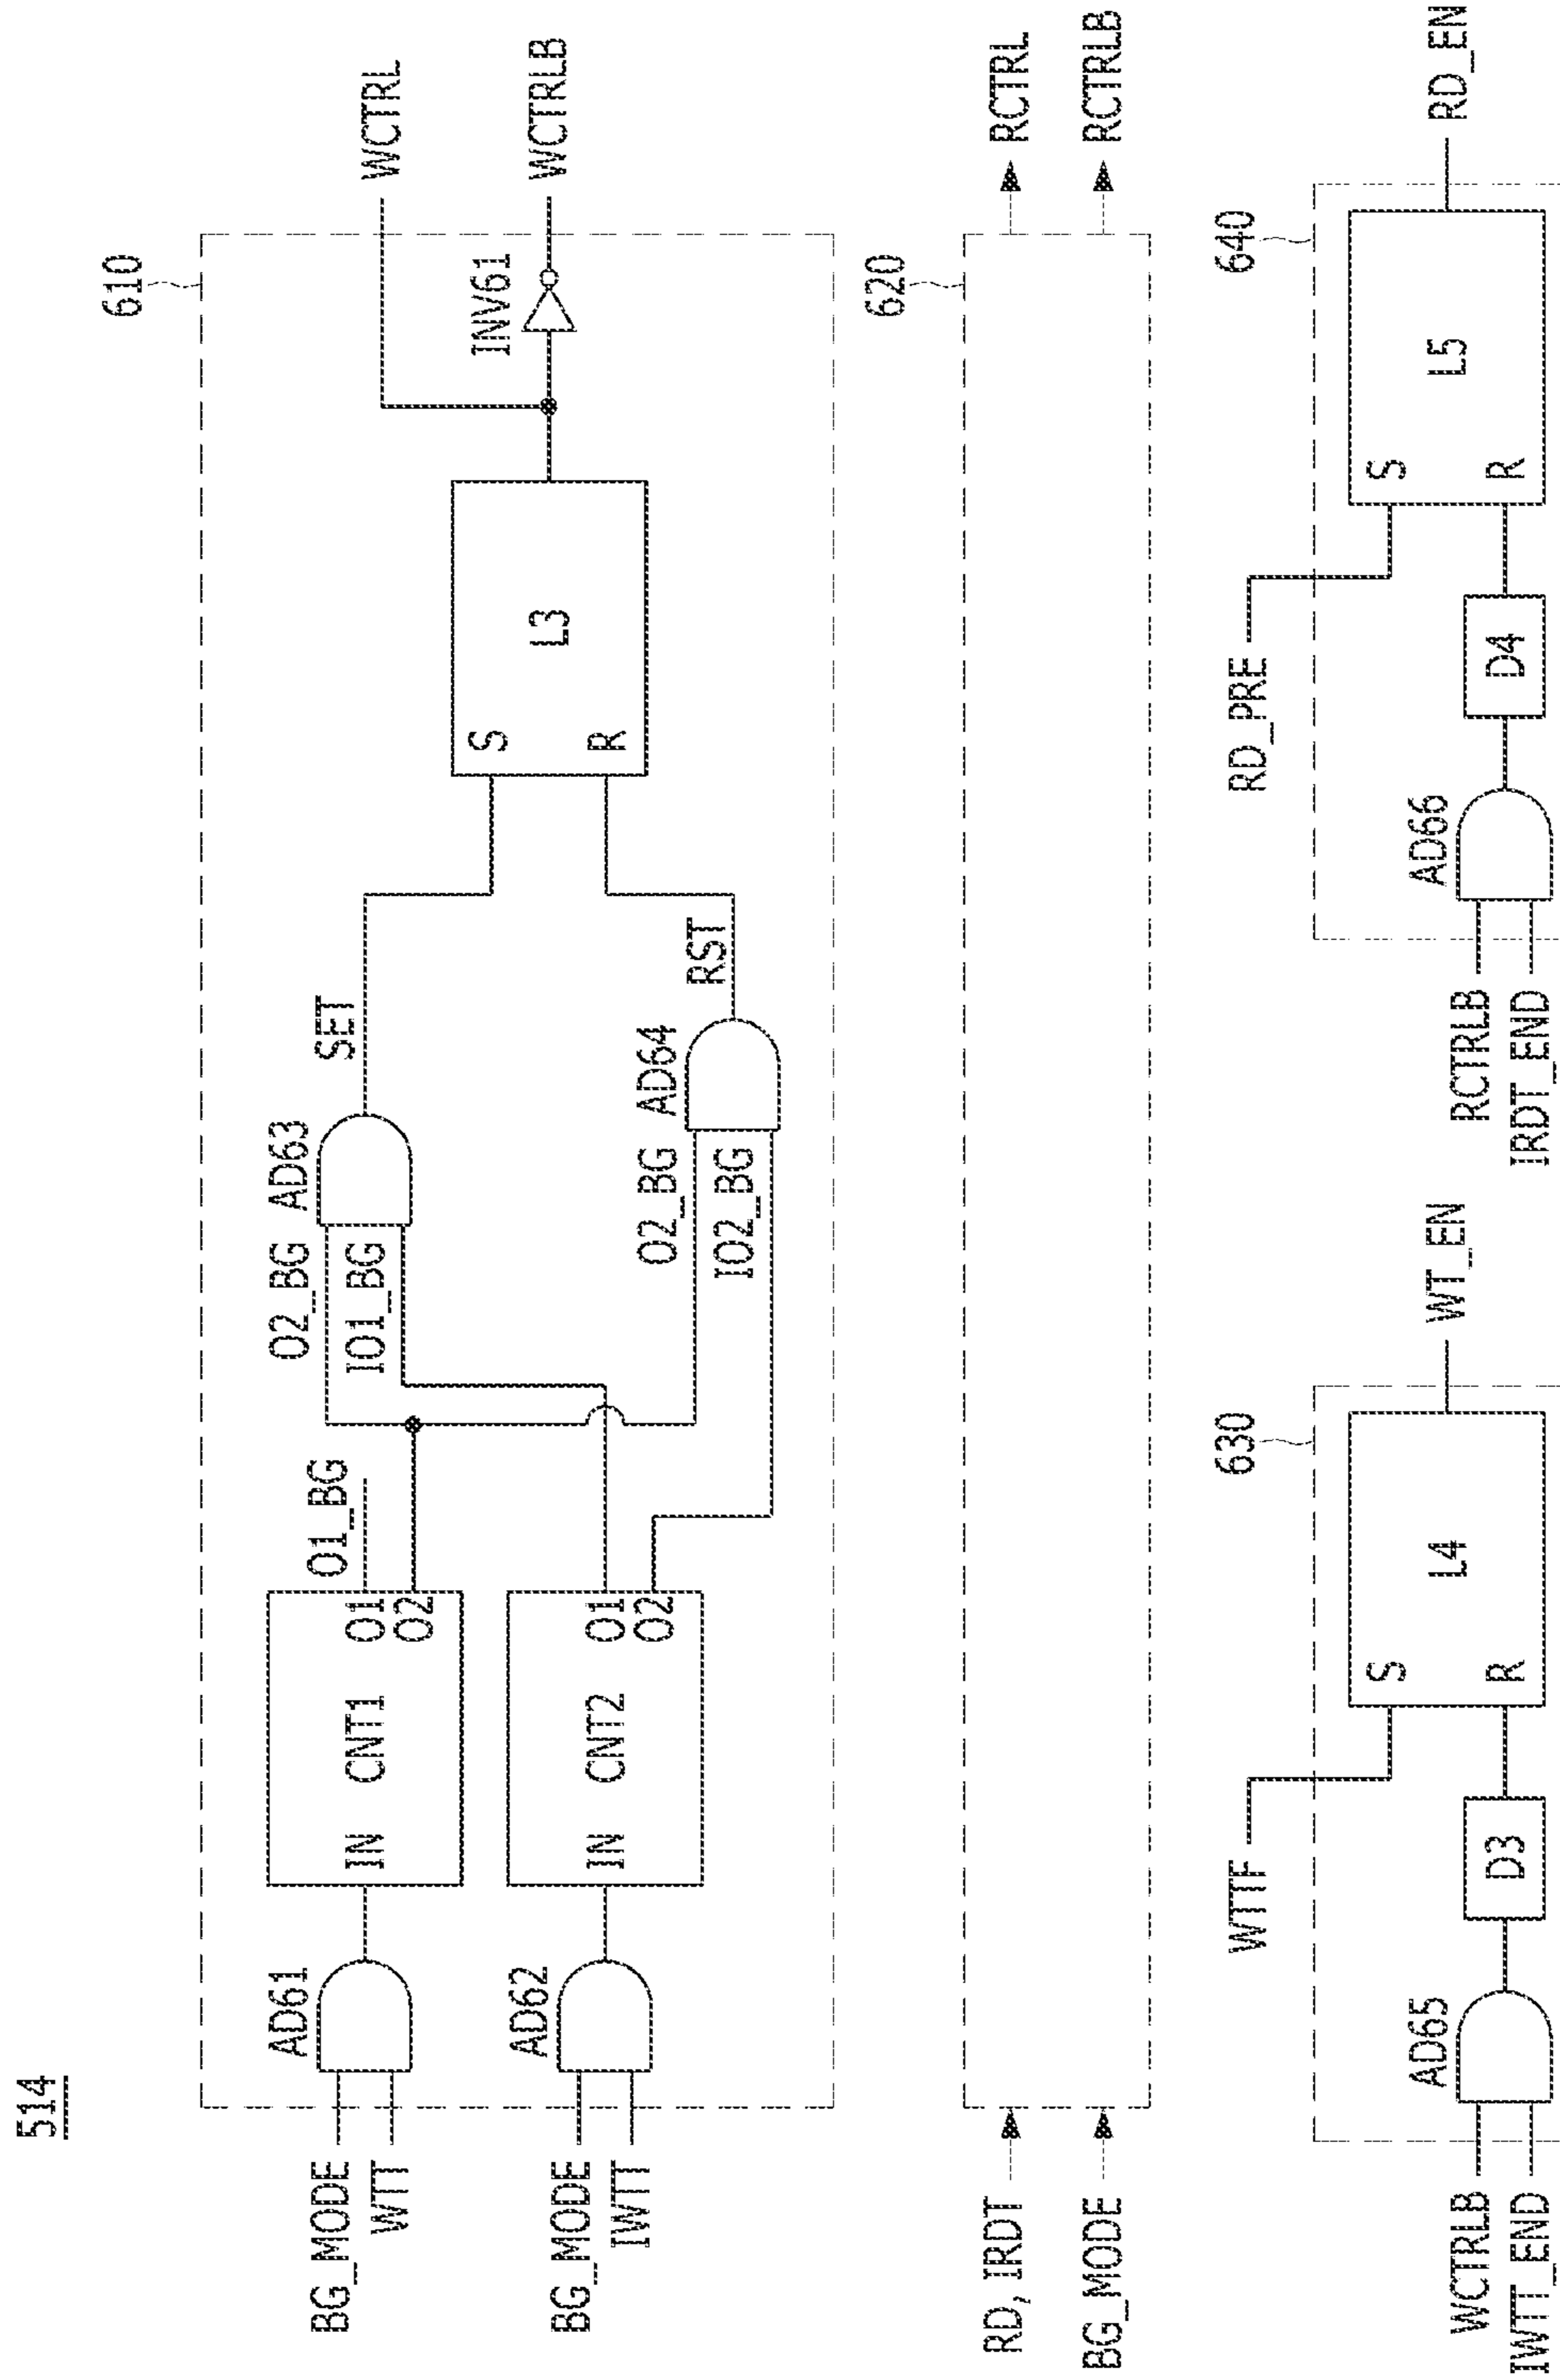 514
610
BG_MODE
WTT
AD61
IN CNT1 O1
O2
O1_BG
O2_BG
IO1_BG
AD63
SET
BG_MODE
IWTT
AD62
IN CNT2 O1
O2
O2_BG
IO2_BG
AD64
RST
S
R
L3
INV61
WCTRL
WCTRLB
620
RD, IRDT
BG_MODE
RCTRL
RCTRLB
630
WTTF
WCTRLB
IWTT_END
AD65
D3
S
R
L4
WT_EN
640
RD_PRE
RCTRLB
IRDT_END
AD66
D4
S
R
L5
RD_EN